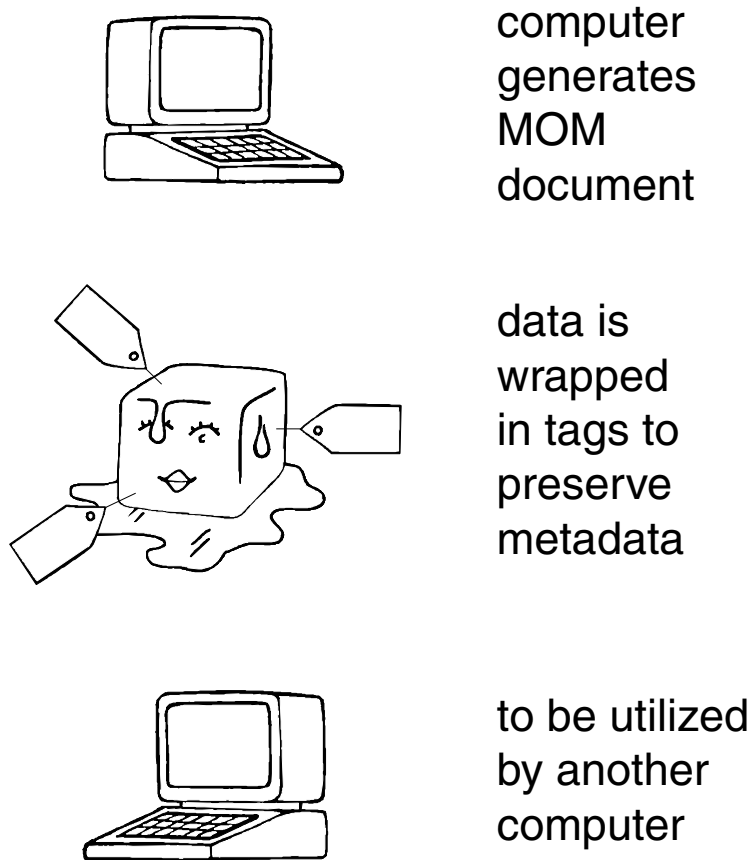 computer
generates
MOM
document
data is
wrapped
in tags to
preserve
metadata
to be utilized
by another
computer